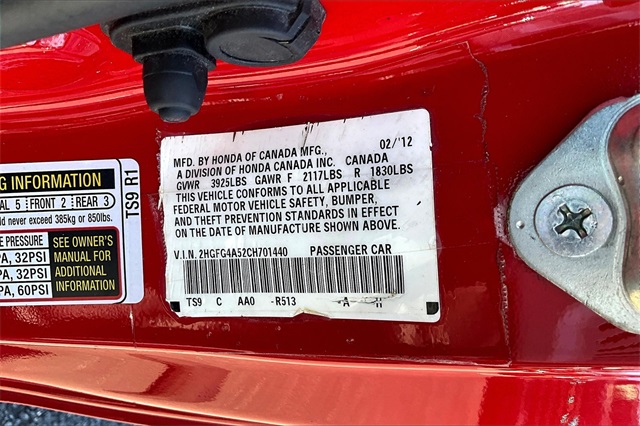 G INFORMATION
AL 5 FRONT 2 REAR 3
d never exceed 385kg or 850lbs.
E PRESSURE
PA, 32PSI
PA, 32PSI
PA, 60PSI
SEE OWNER'S
MANUAL FOR
ADDITIONAL
INFORMATION
TS9 R1
MFD. BY HONDA OF CANADA MFG., 02/'12
A DIVISION OF HONDA CANADA INC. CANADA
GVWR 3925LBS GAWR F 2117LBS R 1830LBS
THIS VEHICLE CONFORMS TO ALL APPLICABLE
FEDERAL MOTOR VEHICLE SAFETY, BUMPER,
AND THEFT PREVENTION STANDARDS IN EFFECT
ON THE DATE OF MANUFACTURE SHOWN ABOVE.
V.I.N. 2HGFG4A52CH701440 PASSENGER CAR
TS9 C AA0 -R513 -A- H